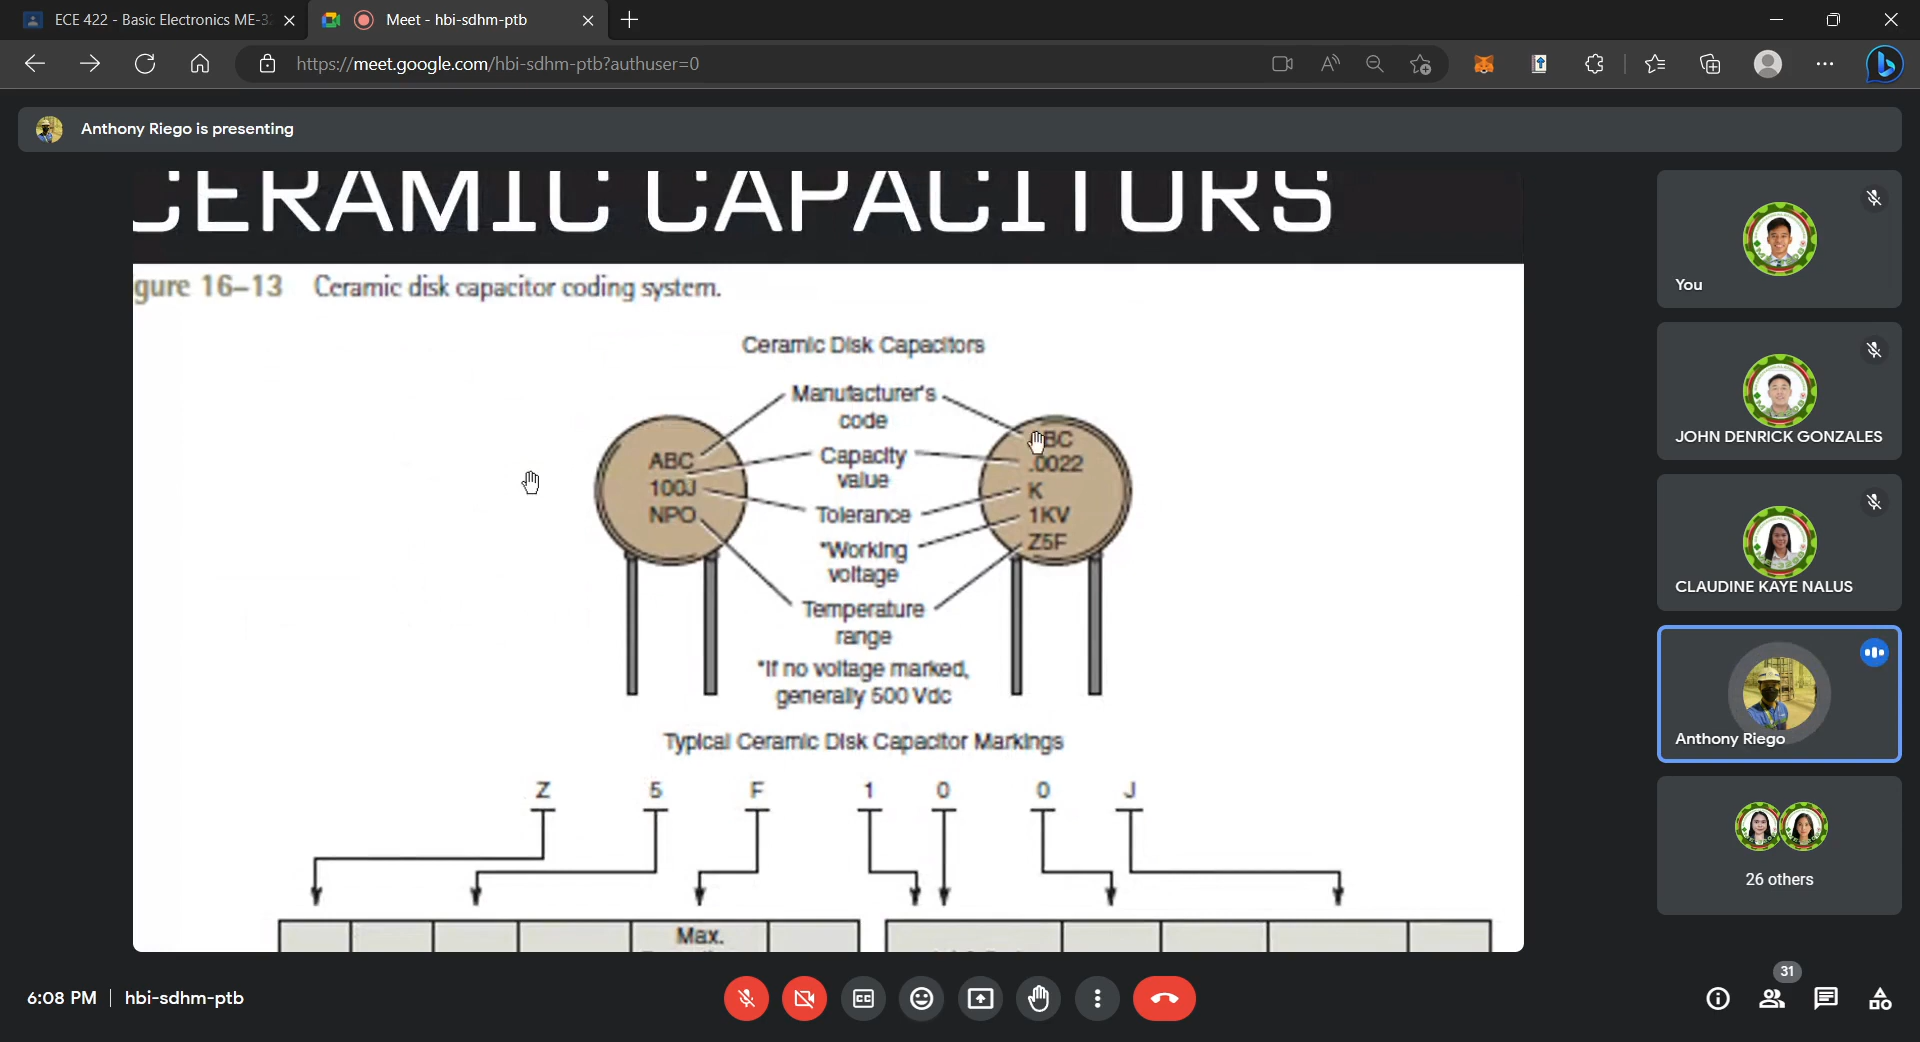 ECE 422 - Basic Electronics ME-3
Meet - hbi-sdhm-ptb
https://meet.google.com/hbi-sdhm-ptb?authuser=0
Anthony Riego is presenting
CERAMIC CAPACITORS
gure 16–13 Ceramic disk capacitor coding system.
Ceramic Disk Capacitors
Manufacturer's
code
Capacity
value
Tolerance
*Working
voltage
Temperature
range
*If no voltage marked,
generally 500 Vdc
ABC
100J
NPO
BC
.0022
K
1KV
Z5F
Typical Ceramic Disk Capacitor Markings
Z 5 F 1 0 0 J
Max.
You
JOHN DENRICK GONZALES
CLAUDINE KAYE NALUS
Anthony Riego
26 others
6:08 PM | hbi-sdhm-ptb
CC
31